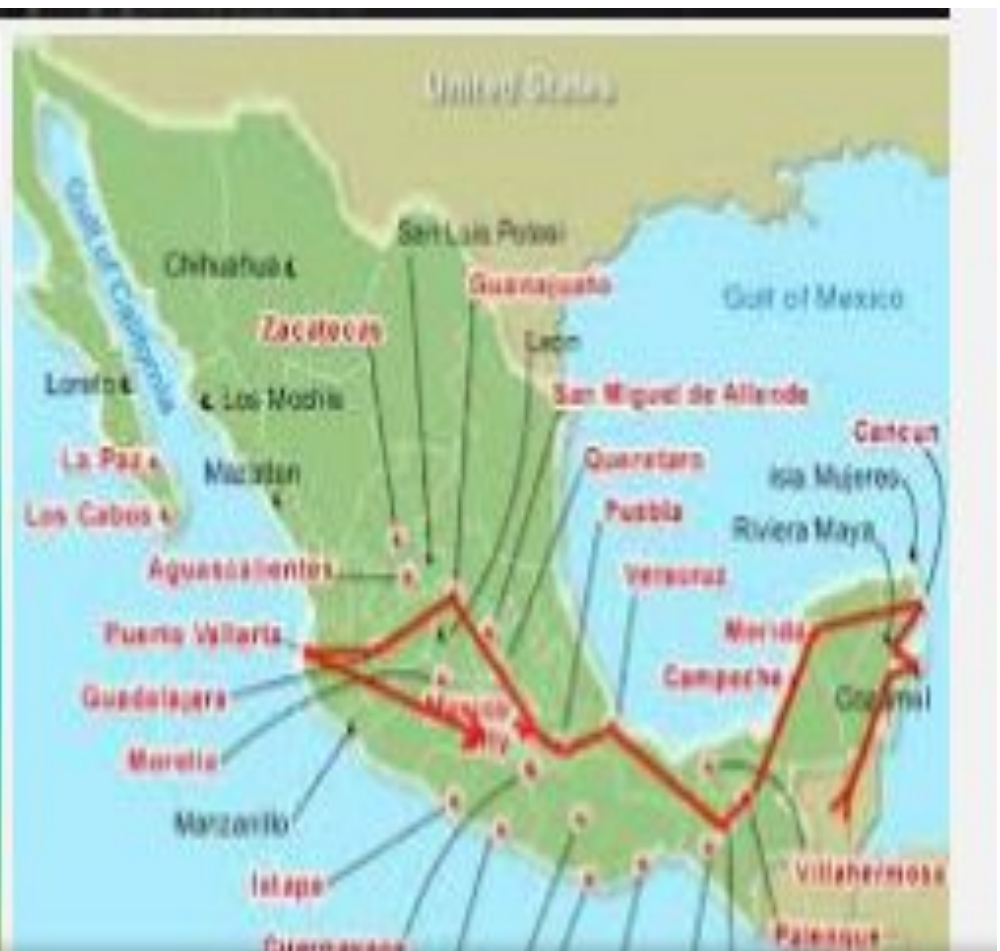 United States
San Luis Potosi
Chihuahua
Guanajuato
Gulf of California
Gulf of Mexico
Zacatecas
Leon
Loreto
Los Mochis
San Miguel de Allende
Cancun
La Paz
Mazatlan
Queretaro
Isla Mujeres
Los Cabos
Puebla
Riviera Maya
Aguascalientes
Veracruz
Puerto Vallarta
Merida
Guadalajara
Campeche
Cozumel
Mexico
Morelia
Manzanillo
Ixtapa
Villahermosa
Cuernavaca
Palenque